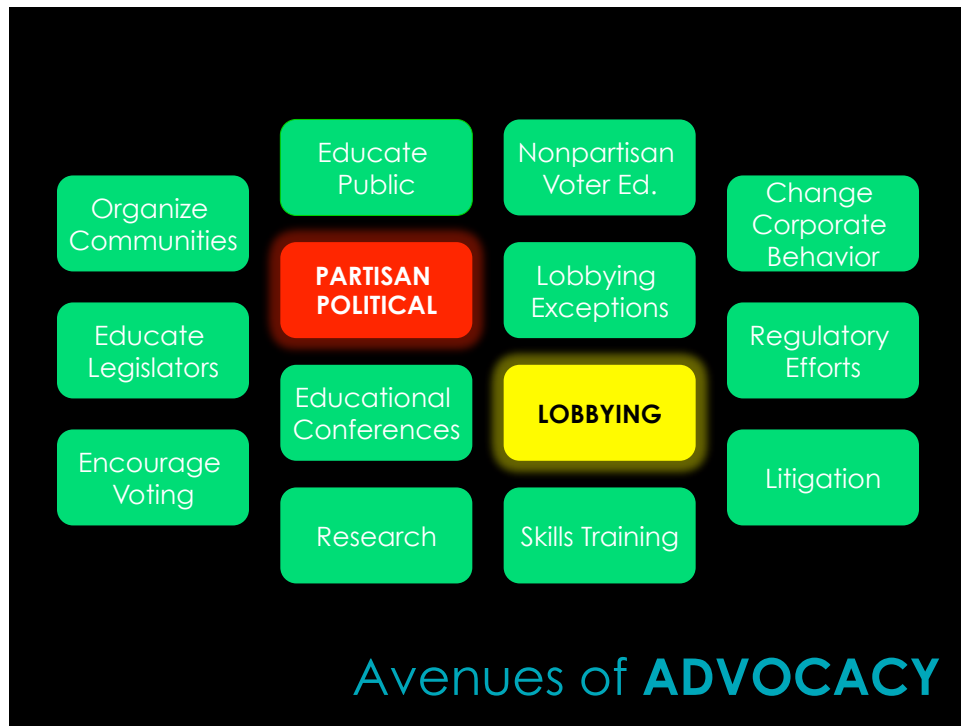 Educate
Public
Nonpartisan
Voter Ed.
Organize
Communities
Change
Corporate
Behavior
PARTISAN
POLITICAL
Lobbying
Exceptions
Educate
Legislators
Regulatory
Efforts
Educational
Conferences
LOBBYING
Encourage
Voting
Litigation
Research
Skills Training
Avenues of ADVOCACY